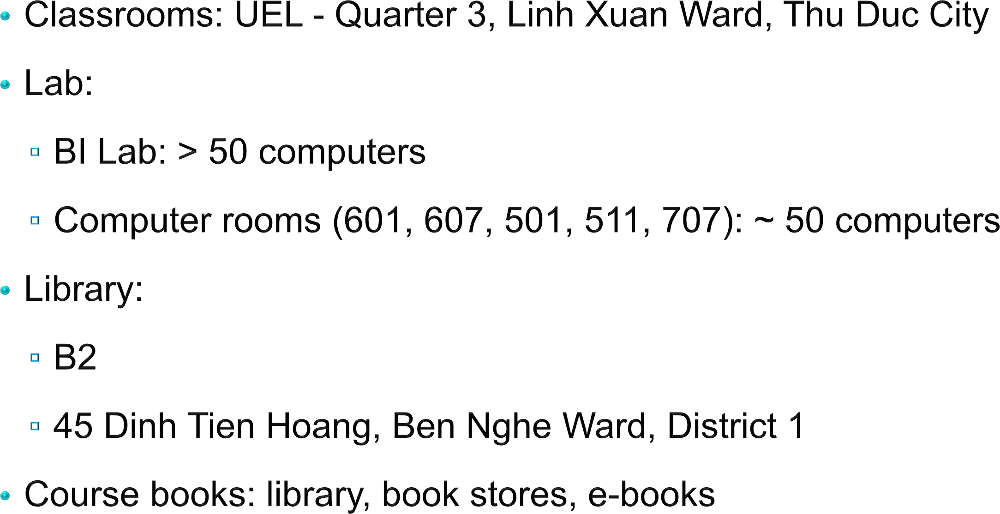 • Classrooms: UEL - Quarter 3, Linh Xuan Ward, Thu Duc City
• Lab:
▫ BI Lab: > 50 computers
▫ Computer rooms (601, 607, 501, 511, 707): ~ 50 computers
• Library:
▫ B2
▫ 45 Dinh Tien Hoang, Ben Nghe Ward, District 1
• Course books: library, book stores, e-books